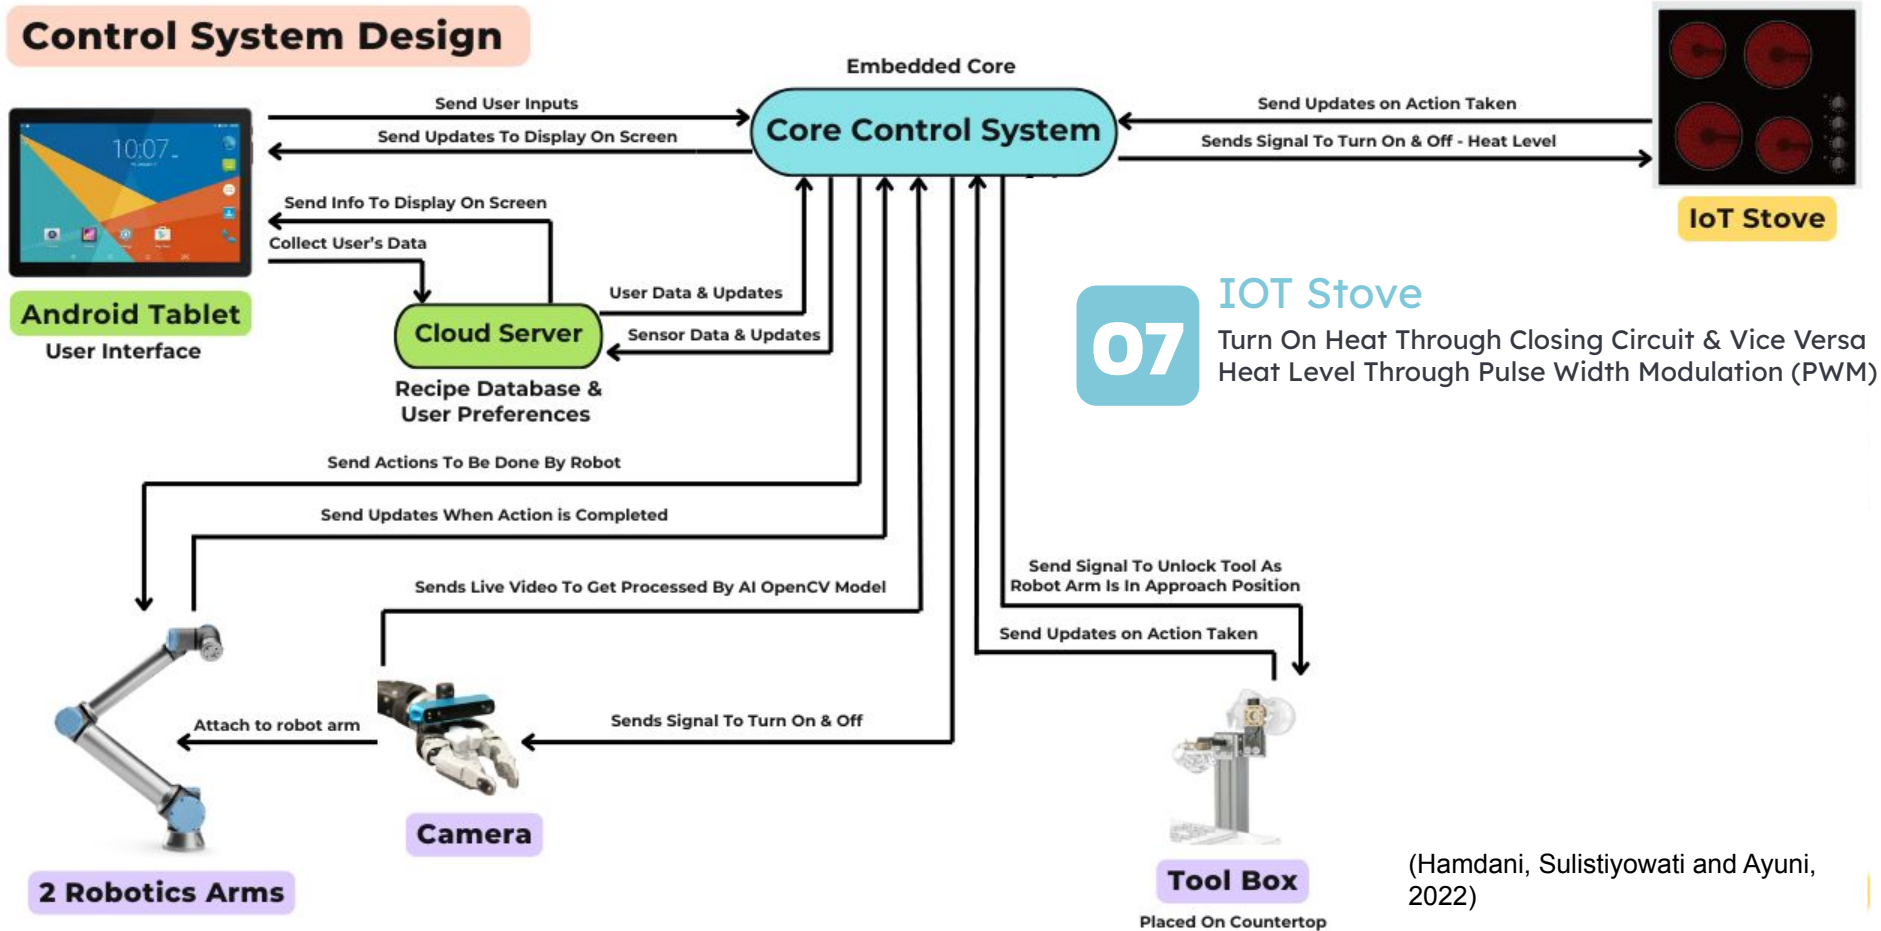 Control System Design
Embedded Core
Core Control System
Send User Inputs
Send Updates To Display On Screen
Send Updates on Action Taken
Sends Signal To Turn On & Off - Heat Level
10:07
IoT Stove
Send Info To Display On Screen
Collect User's Data
Android Tablet
User Interface
Cloud Server
Recipe Database &
User Preferences
User Data & Updates
Sensor Data & Updates
07
IOT Stove
Turn On Heat Through Closing Circuit & Vice Versa
Heat Level Through Pulse Width Modulation (PWM)
Send Actions To Be Done By Robot
Send Updates When Action is Completed
Sends Live Video To Get Processed By AI OpenCV Model
Send Signal To Unlock Tool As
Robot Arm Is In Approach Position
Send Updates on Action Taken
Attach to robot arm
Sends Signal To Turn On & Off
Camera
2 Robotics Arms
Tool Box
Placed On Countertop
(Hamdani, Sulistiyowati and Ayuni,
2022)